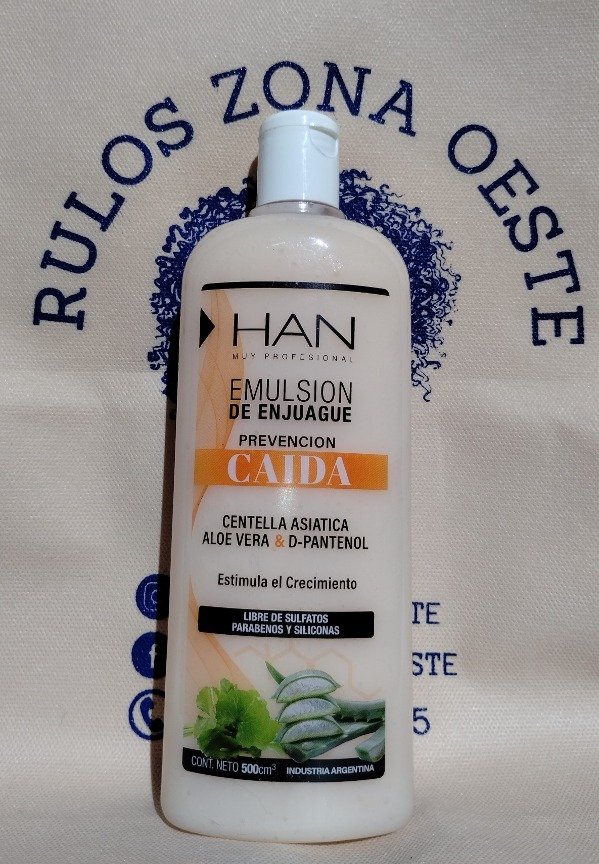 RULOS ZONA OESTE
HAN
MUY PROFESIONAL
EMULSION
DE ENJUAGUE
PREVENCION
CAIDA
CENTELLA ASIATICA
ALOE VERA & D-PANTENOL
Estimula el Crecimiento
LIBRE DE SULFATOS
PARABENOS Y SILICONAS
TE
STE
5
CONT. NETO 500cm³ INDUSTRIA ARGENTINA